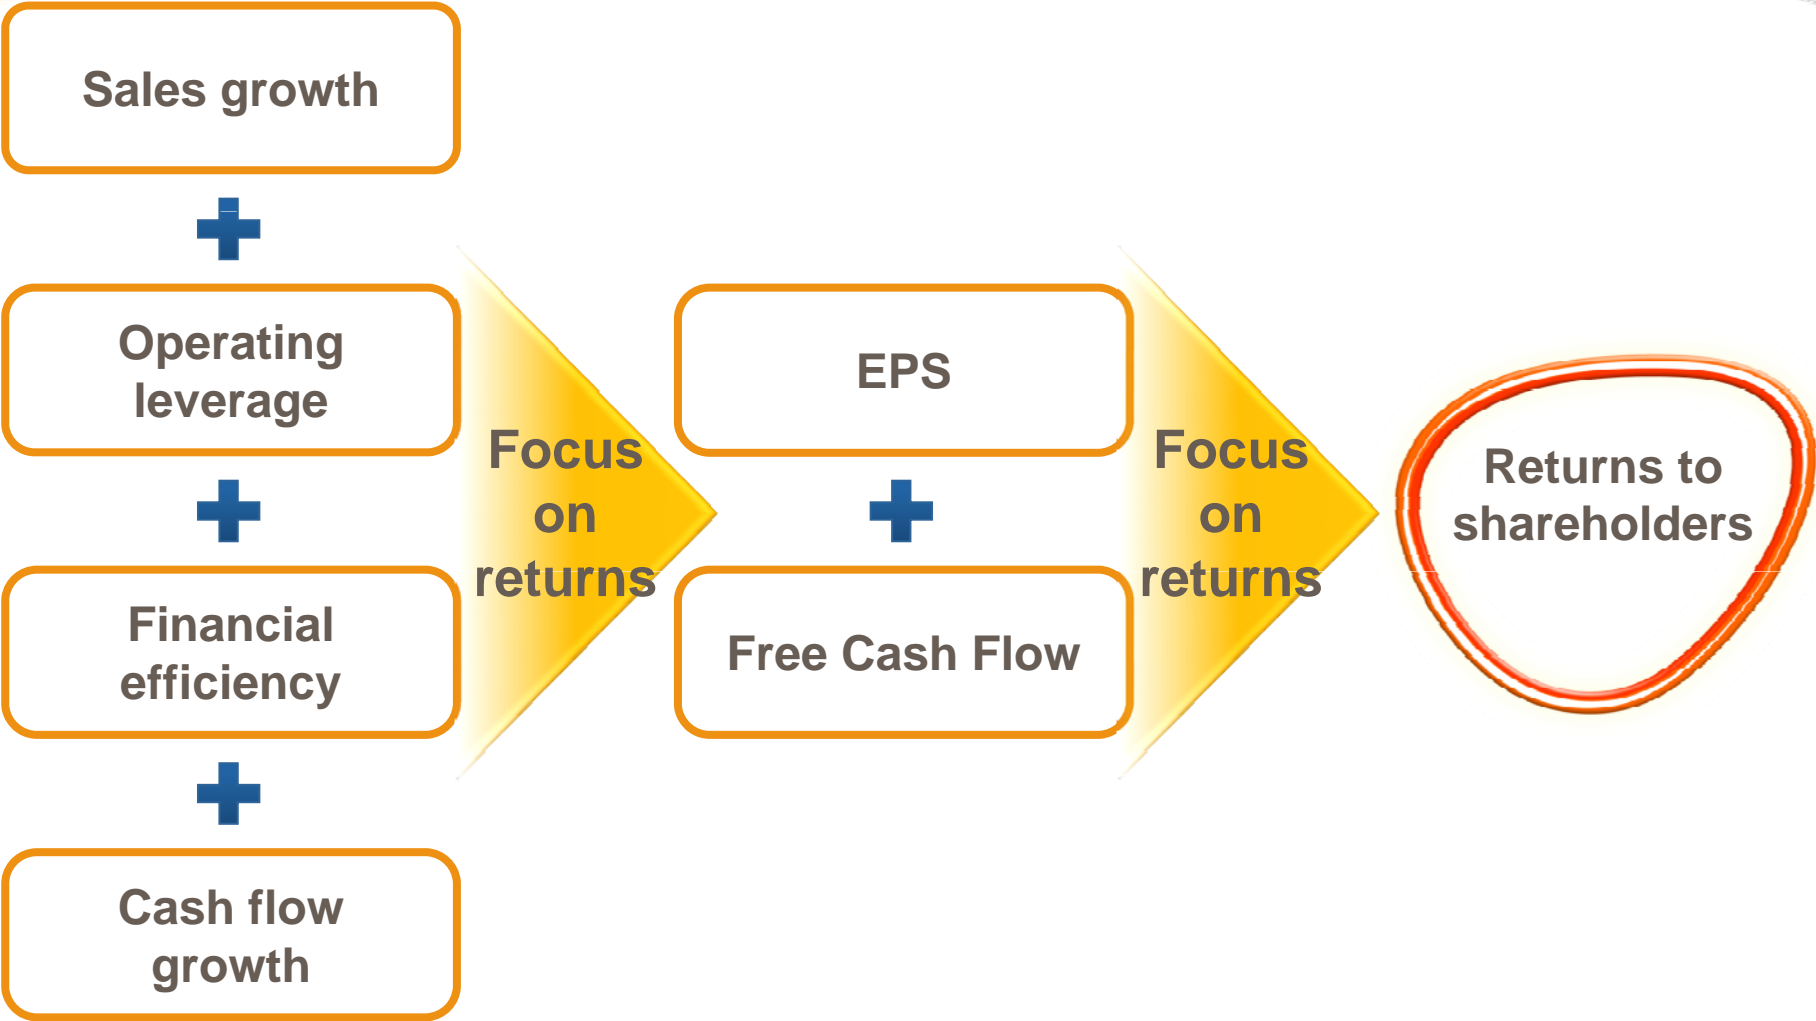 Sales growth
Operating
leverage
Financial
efficiency
Cash flow
growth
Focus
on
returns
EPS
Free Cash Flow
Focus
on
returns
Returns to
shareholders